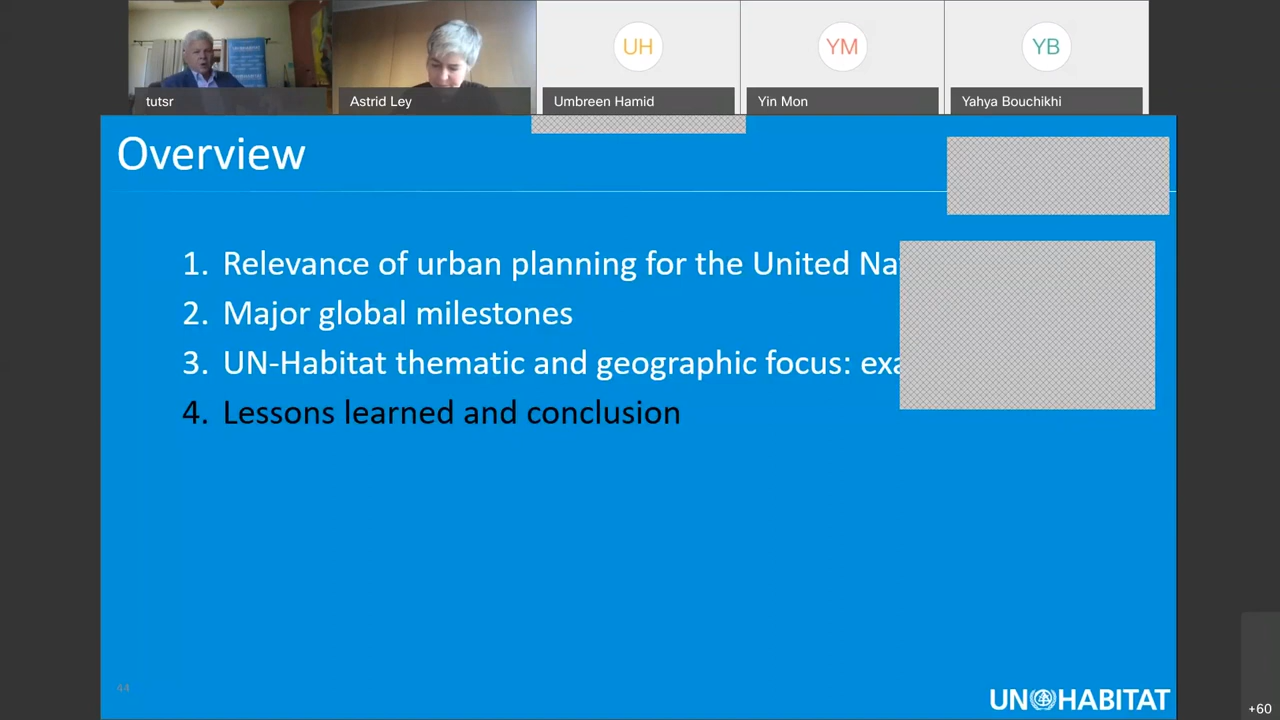 UH
YM
YB
tutsr
Astrid Ley
Umbreen Hamid
Yin Mon
Yahya Bouchikhi
Overview
1. Relevance of urban planning for the United Na
2. Major global milestones
3. UN-Habitat thematic and geographic focus: exa
4. Lessons learned and conclusion
44
UN HABITAT
+60